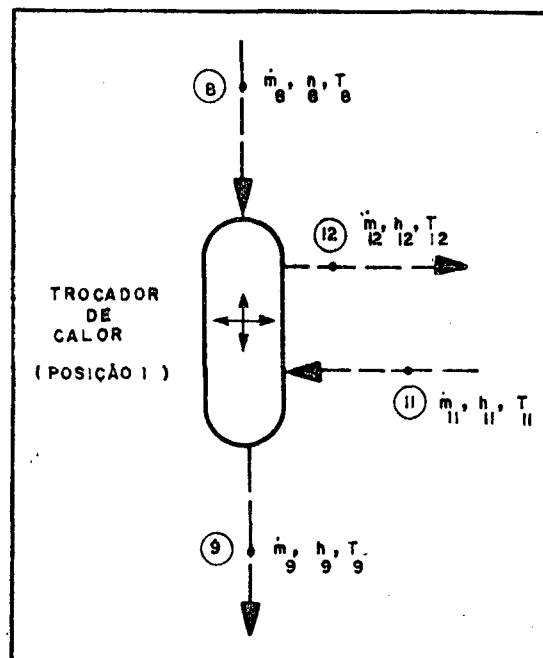 8 ṁ8, h8, T8
12 ṁ12, h12, T12
TROCADOR
DE
CALOR
(POSIÇÃO 1)
11 ṁ11, h11, T11
9 ṁ9, h9, T9